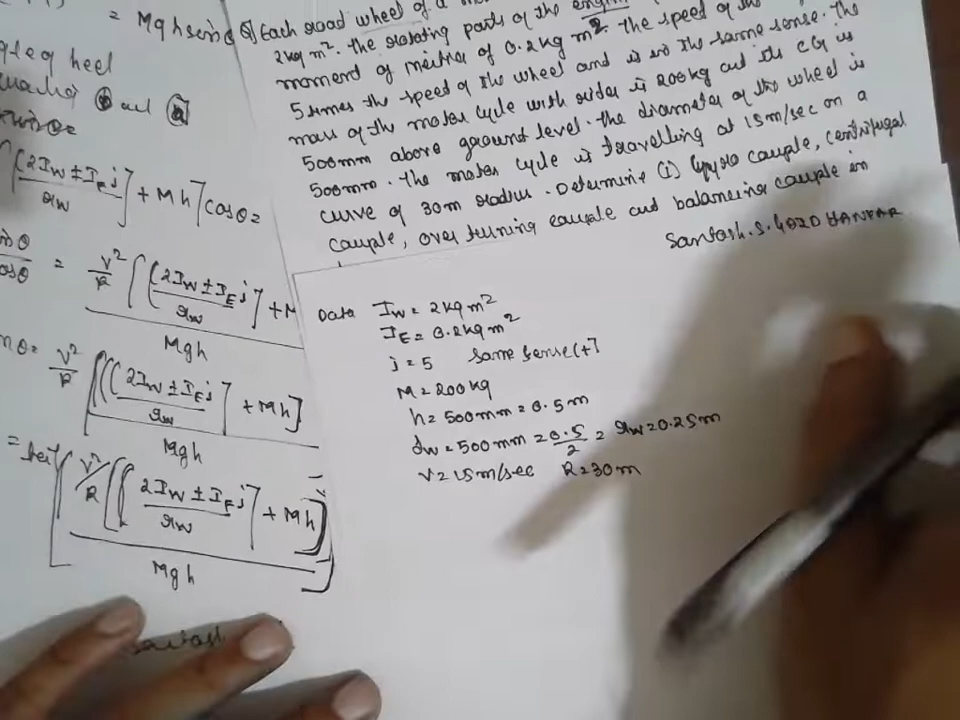 = Mgh sinθ
Q) Each road wheel of a
2kg m². The rotating parts of the engine
moment of inertia of 0.2kg m². The speed of the
5 times the speed of the wheel and is in the same sense. The
mass of the motor cycle with rider is 200kg and its CG is
500mm above ground level. The diameter of the wheel is
500mm. The motor cycle is travelling at 15m/sec on a
curve of 30m radius. Determine (i) Gyro couple, centrifugal
couple, over turning couple and balancing couple in
Santosh.S.
heel
[(2Iw ± IE i / rw) + Mh] cosθ =
sinθ / cosθ = v²/R [(2Iw ± IE i / rw) + M
Mgh
nθ = v²/R [((2Iw ± IE i / rw)] + Mh]
Mgh
= [v²/R [[2Iw ± IE i / rw] + Mh]]
Mgh
Data Iw = 2kg m²
IE = 0.2kg m²
i = 5 same sense (+)
M = 200kg
h = 500mm = 0.5m
dw = 500mm = 0.5/2 = rw = 0.25m
V = 15m/sec R = 30m